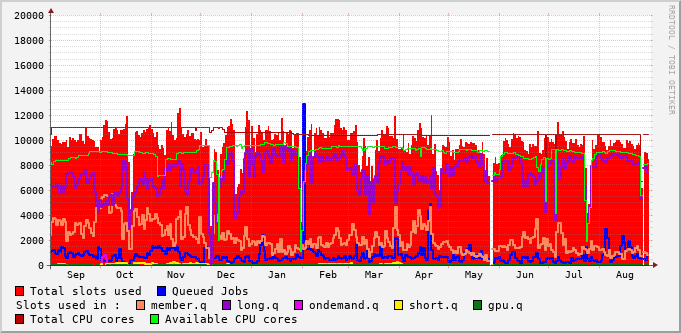 20000
18000
16000
14000
12000
10000
8000
6000
4000
2000
0
Sep Oct Nov Dec Jan Feb Mar Apr May Jun Jul Aug
RRDTOOL / TOBI OETIKER
Total slots used Queued Jobs
Slots used in : member.q long.q ondemand.q short.q gpu.q
Total CPU cores Available CPU cores